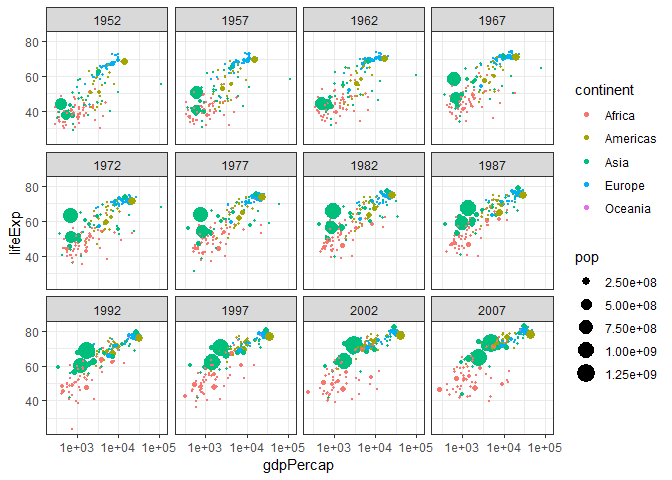 1952 1957 1962 1967
80
60
40
1972 1977 1982 1987
80
60
40
1992 1997 2002 2007
80
60
40
1e+03 1e+04 1e+05 1e+03 1e+04 1e+05 1e+03 1e+04 1e+05 1e+03 1e+04 1e+05
gdpPercap
lifeExp
continent
Africa
Americas
Asia
Europe
Oceania
pop
2.50e+08
5.00e+08
7.50e+08
1.00e+09
1.25e+09